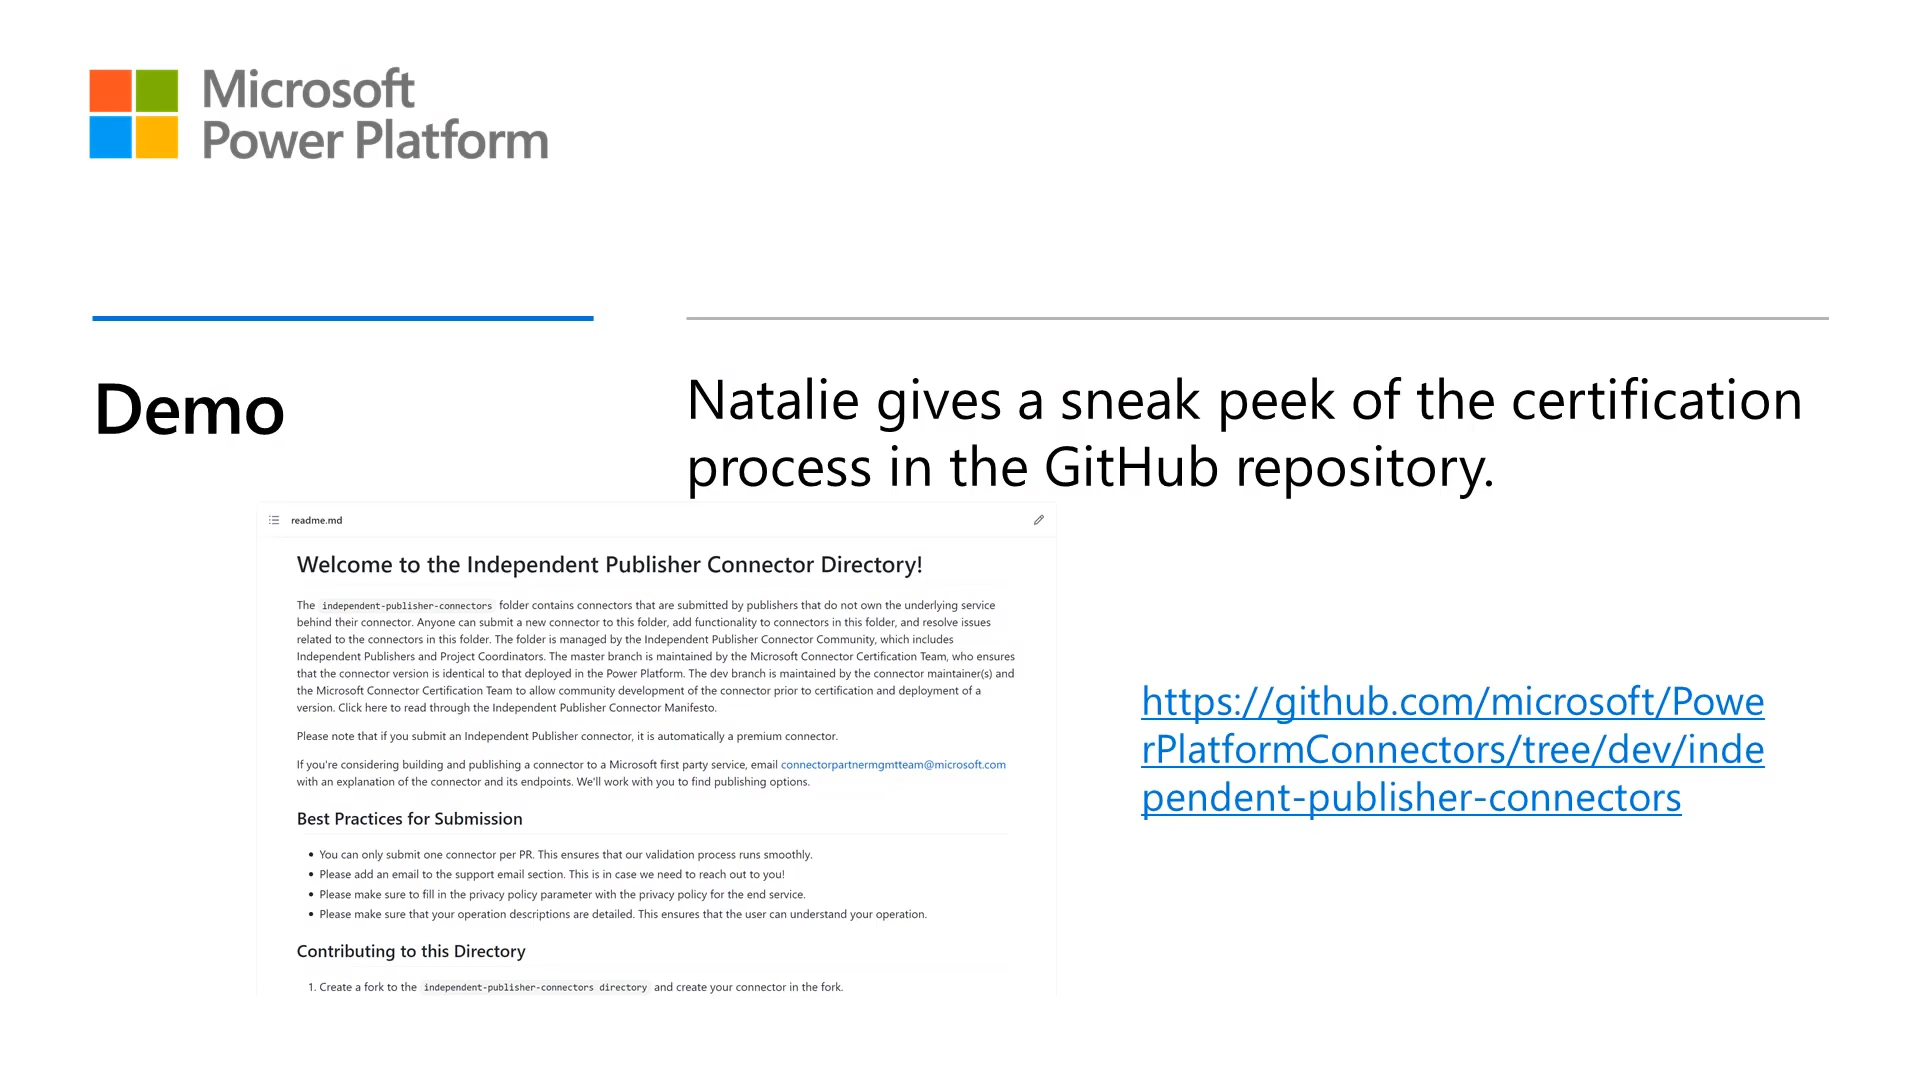 Microsoft
Power Platform
Demo
Natalie gives a sneak peek of the certification
process in the GitHub repository.
readme.md
Welcome to the Independent Publisher Connector Directory!
The independent-publisher-connectors folder contains connectors that are submitted by publishers that do not own the underlying service
behind their connector. Anyone can submit a new connector to this folder, add functionality to connectors in this folder, and resolve issues
related to the connectors in this folder. The folder is managed by the Independent Publisher Connector Community, which includes
Independent Publishers and Project Coordinators. The master branch is maintained by the Microsoft Connector Certification Team, who ensures
that the connector version is identical to that deployed in the Power Platform. The dev branch is maintained by the connector maintainer(s) and
the Microsoft Connector Certification Team to allow community development of the connector prior to certification and deployment of a
version. Click here to read through the Independent Publisher Connector Manifesto.
Please note that if you submit an Independent Publisher connector, it is automatically a premium connector.
If you're considering building and publishing a connector to a Microsoft first party service, email connectorpartnermgmtteam@microsoft.com
with an explanation of the connector and its endpoints. We'll work with you to find publishing options.
Best Practices for Submission
• You can only submit one connector per PR. This ensures that our validation process runs smoothly.
• Please add an email to the support email section. This is in case we need to reach out to you!
• Please make sure to fill in the privacy policy parameter with the privacy policy for the end service.
• Please make sure that your operation descriptions are detailed. This ensures that the user can understand your operation.
Contributing to this Directory
1. Create a fork to the independent-publisher-connectors directory and create your connector in the fork.
https://github.com/microsoft/Powe
rPlatformConnectors/tree/dev/inde
pendent-publisher-connectors